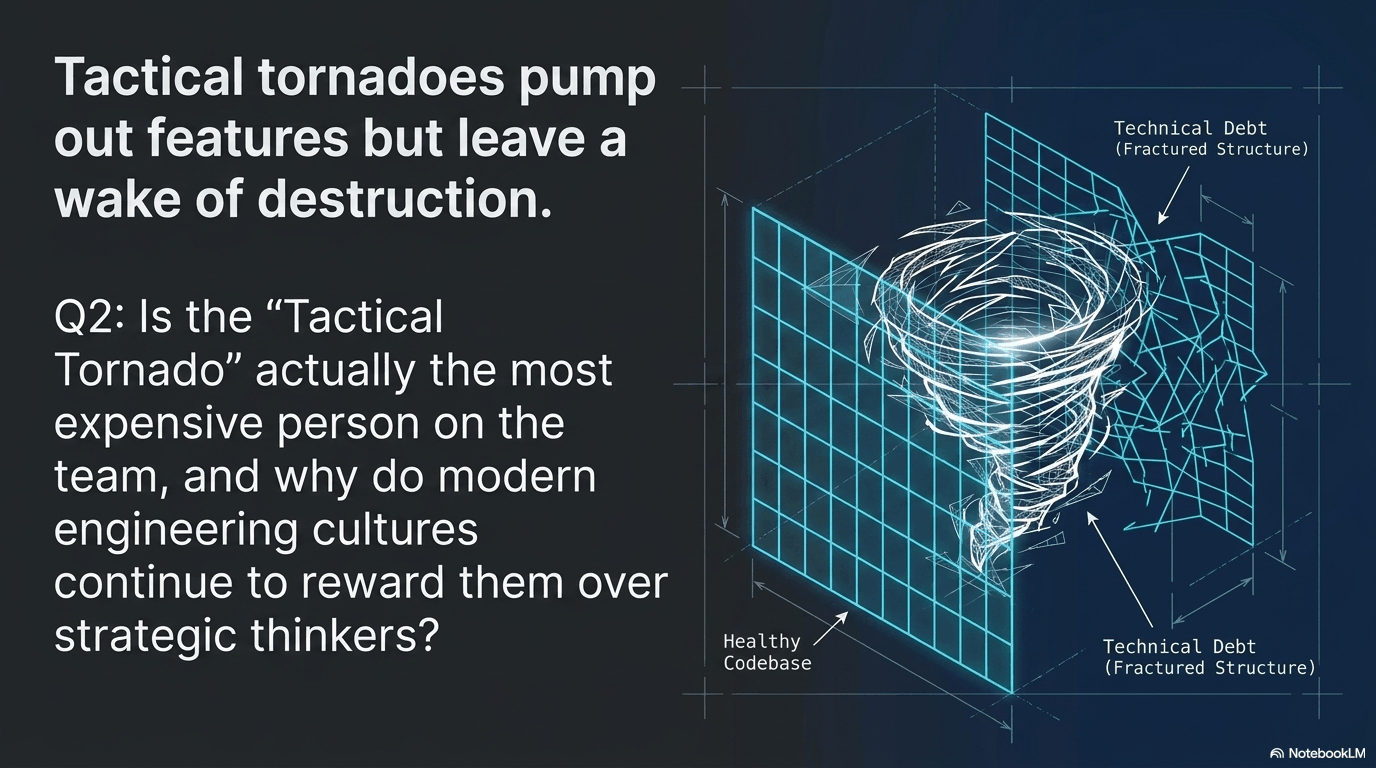 Tactical tornadoes pump
out features but leave a
wake of destruction.
Q2: Is the “Tactical
Tornado” actually the most
expensive person on the
team, and why do modern
engineering cultures
continue to reward them over
strategic thinkers?
Technical Debt
(Fractured Structure)
Healthy
Codebase
Technical Debt
(Fractured Structure)
NotebookLM